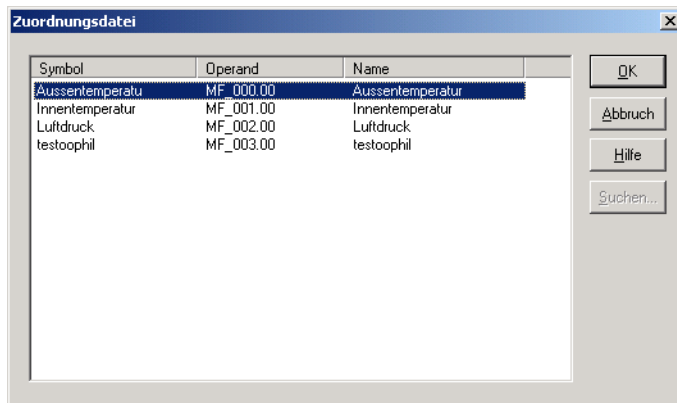 Zuordnungsdatei
Symbol Operand Name
Aussentemperatu MF_000.00 Aussentemperatur
Innentemperatur MF_001.00 Innentemperatur
Luftdruck MF_002.00 Luftdruck
testoophil MF_003.00 testoophil
OK
Abbruch
Hilfe
Suchen...